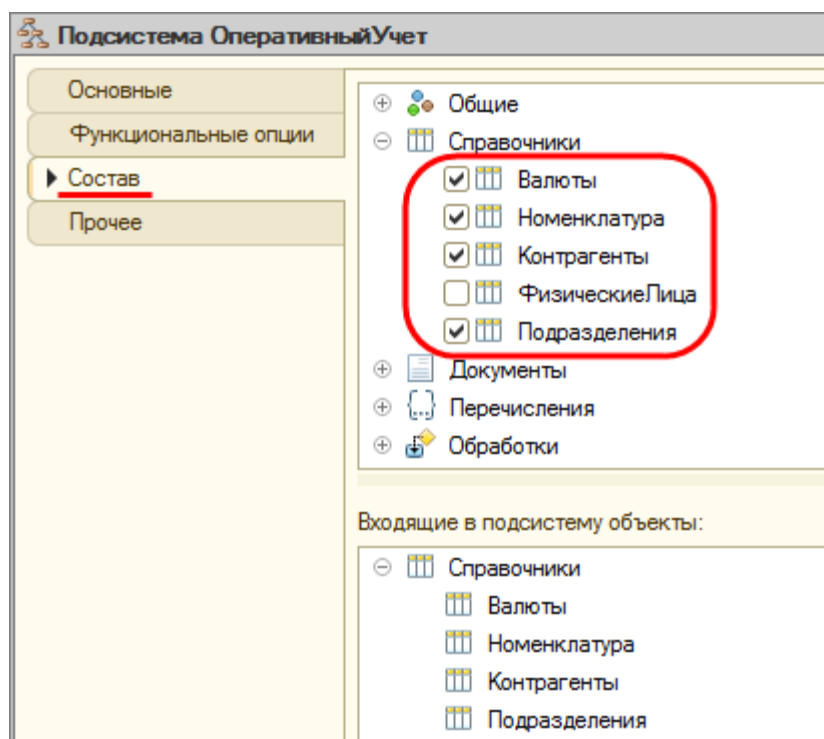 Подсистема ОперативныйУчет
Основные
Функциональные опции
Состав
Прочее
Общие
Справочники
Валюты
Номенклатура
Контрагенты
ФизическиеЛица
Подразделения
Документы
Перечисления
Обработки
Входящие в подсистему объекты:
Справочники
Валюты
Номенклатура
Контрагенты
Подразделения